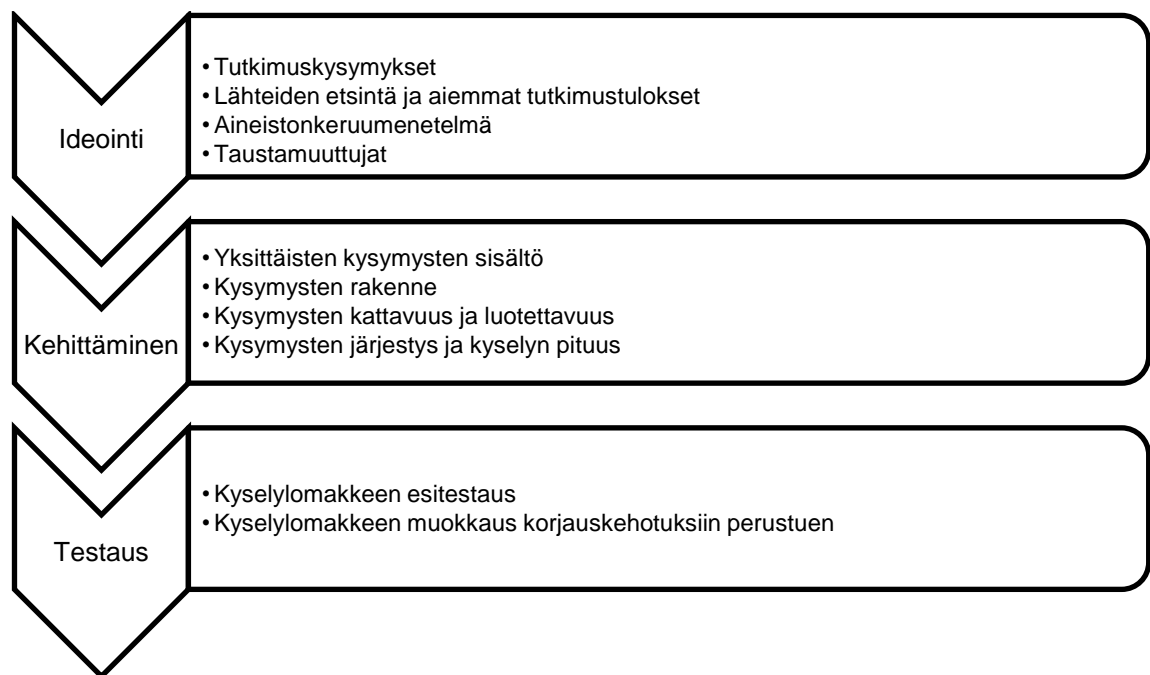 Ideointi
• Tutkimuskysymykset
• Lähteiden etsintä ja aiemmat tutkimustulokset
• Aineistonkeruumenetelmä
• Taustamuuttujat
Kehittäminen
• Yksittäisten kysymysten sisältö
• Kysymysten rakenne
• Kysymysten kattavuus ja luotettavuus
• Kysymysten järjestys ja kyselyn pituus
Testaus
• Kyselylomakkeen esitestaus
• Kyselylomakkeen muokkaus korjauskehotuksiin perustuen